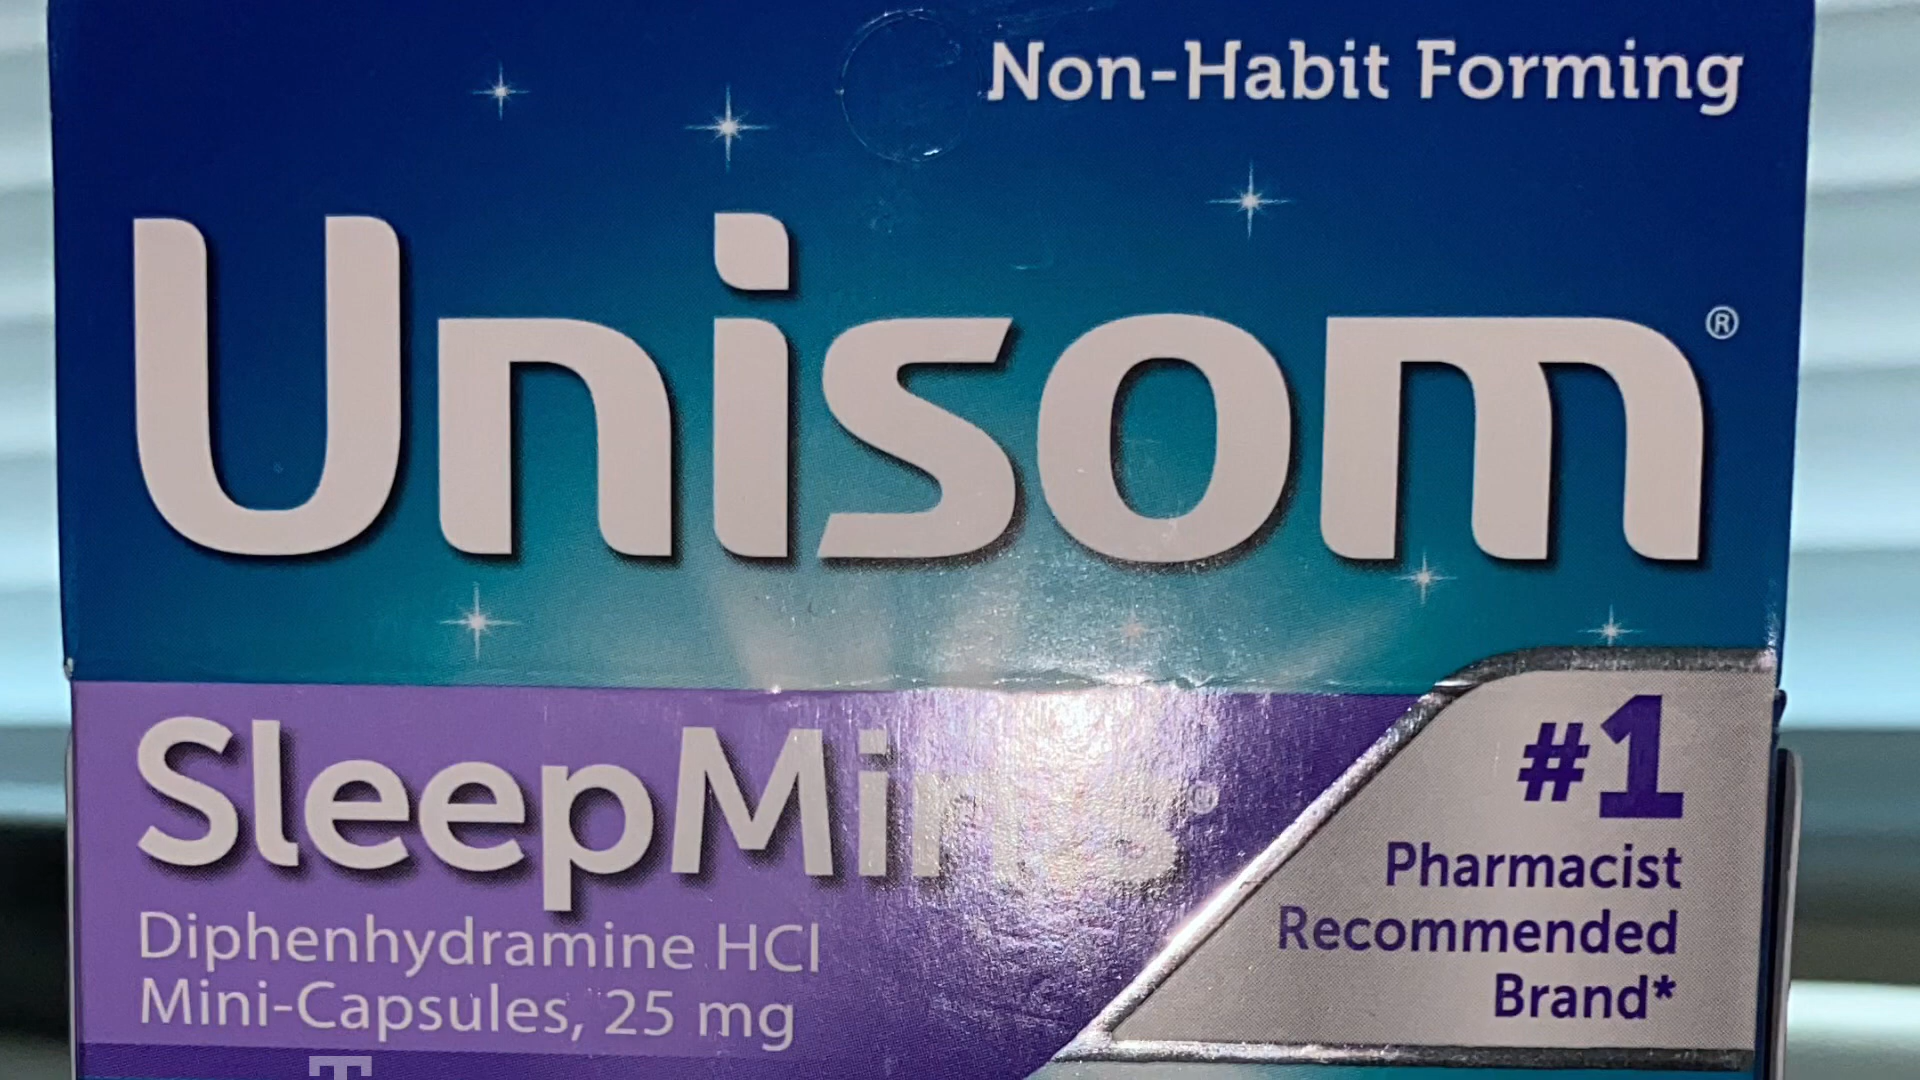 Non-Habit Forming
Unisom®
SleepMinis®
#1
Pharmacist
Recommended
Brand*
Diphenhydramine HCl
Mini-Capsules, 25 mg
T